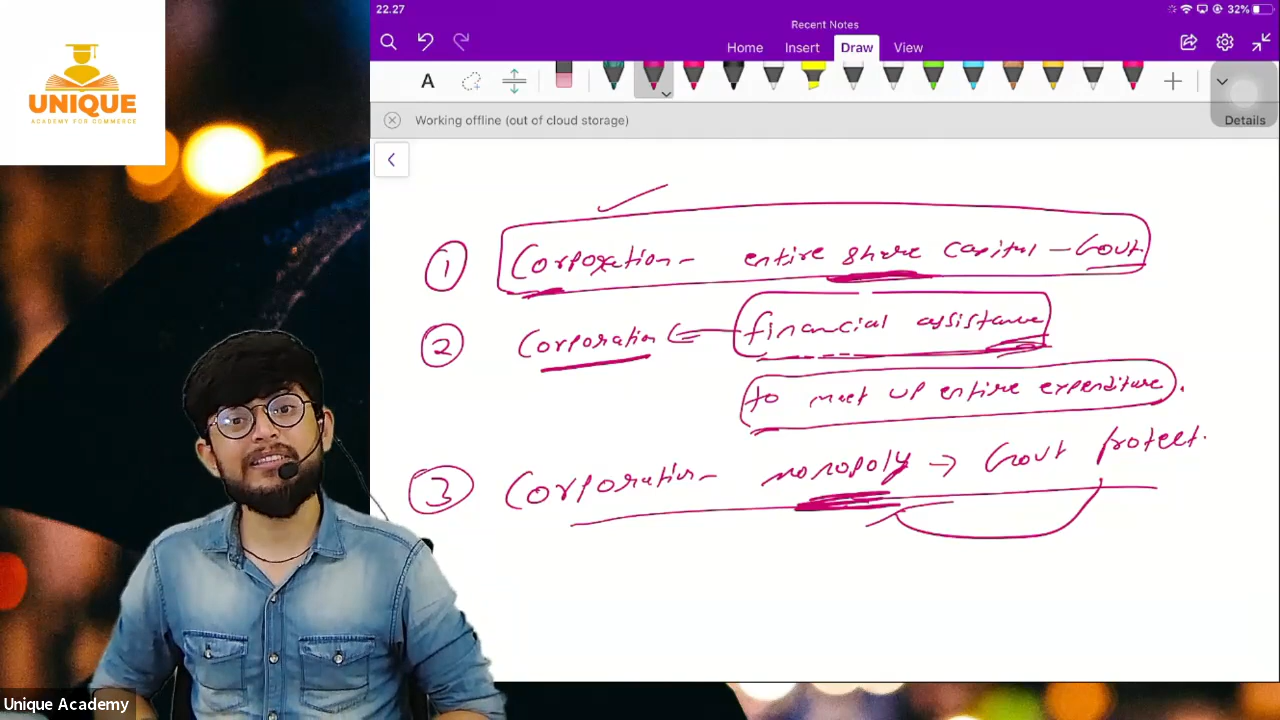 UNIQUE
ACADEMY FOR COMMERCE
22.27
32%
Recent Notes
Home Insert Draw View
A
Working offline (out of cloud storage)
Details
① Corporation - entire share capital - Govt
② Corporation ← financial assistance
to meet up entire expenditure.
③ Corporation - monopoly → Govt protect.
Unique Academy